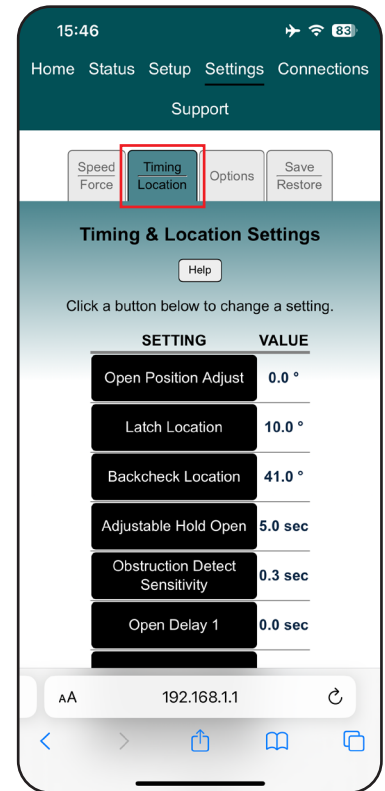 15:46 83
Home Status Setup Settings Connections
Support
Speed
Force
Timing
Location
Options
Save
Restore
Timing & Location Settings
Help
Click a button below to change a setting.
SETTING VALUE
Open Position Adjust 0.0 °
Latch Location 10.0 °
Backcheck Location 41.0 °
Adjustable Hold Open 5.0 sec
Obstruction Detect
Sensitivity 0.3 sec
Open Delay 1 0.0 sec
AA 192.168.1.1